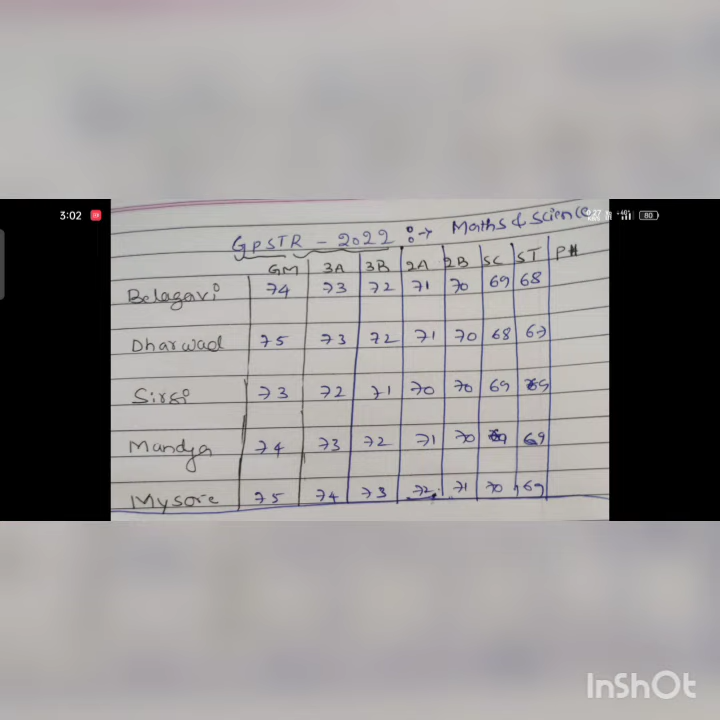 3:02
80
GPSTR - 2022 :→ Maths & Science
GM 3A 3B 2A 2B SC ST PH
Belagavi 74 73 72 71 70 69 68
Dharwad 75 73 72 71 70 68 67
Sirsi 73 72 71 70 70 69
Mandya 74 73 72 71 70 69
Mysore 75 74 73 72 71 70 69
InShOt